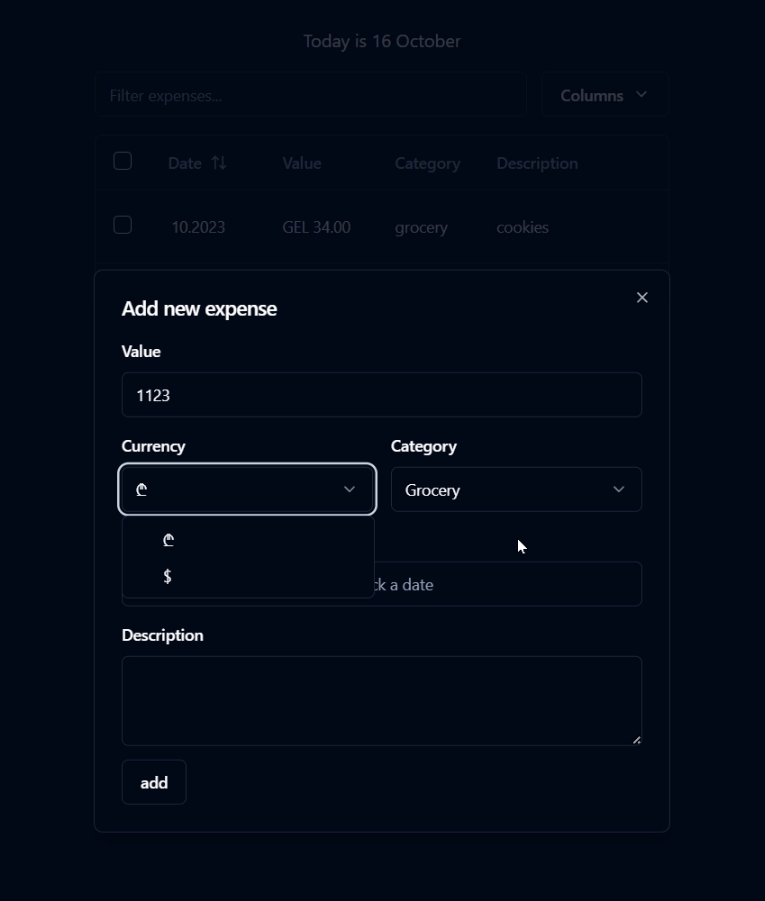 Today is 16 October
Filter expenses...
Columns
Date Value Category Description
10.2023 GEL 34.00 grocery cookies
Add new expense
Value
1123
Currency Category
₾ Grocery
₾
$
ck a date
Description
add